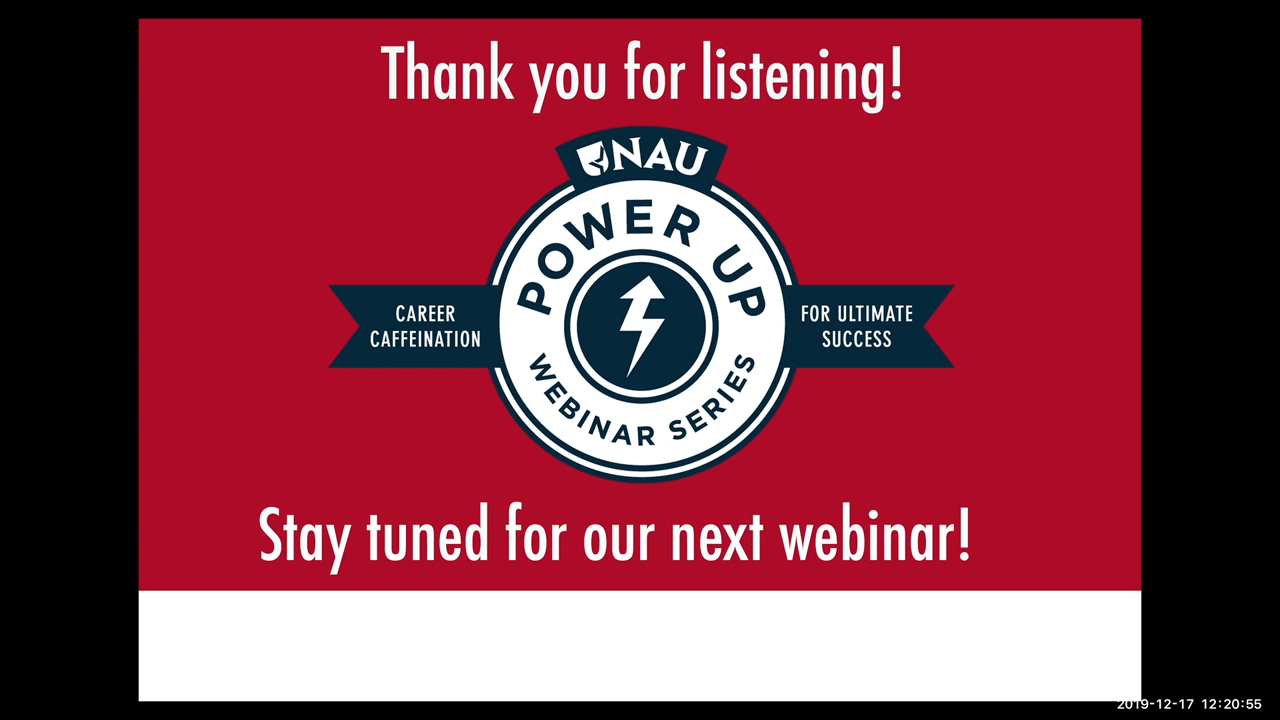 Thank you for listening!
NAU
POWER UP
CAREER
CAFFEINATION
FOR ULTIMATE
SUCCESS
WEBINAR SERIES
Stay tuned for our next webinar!
2019-12-17 12:20:55